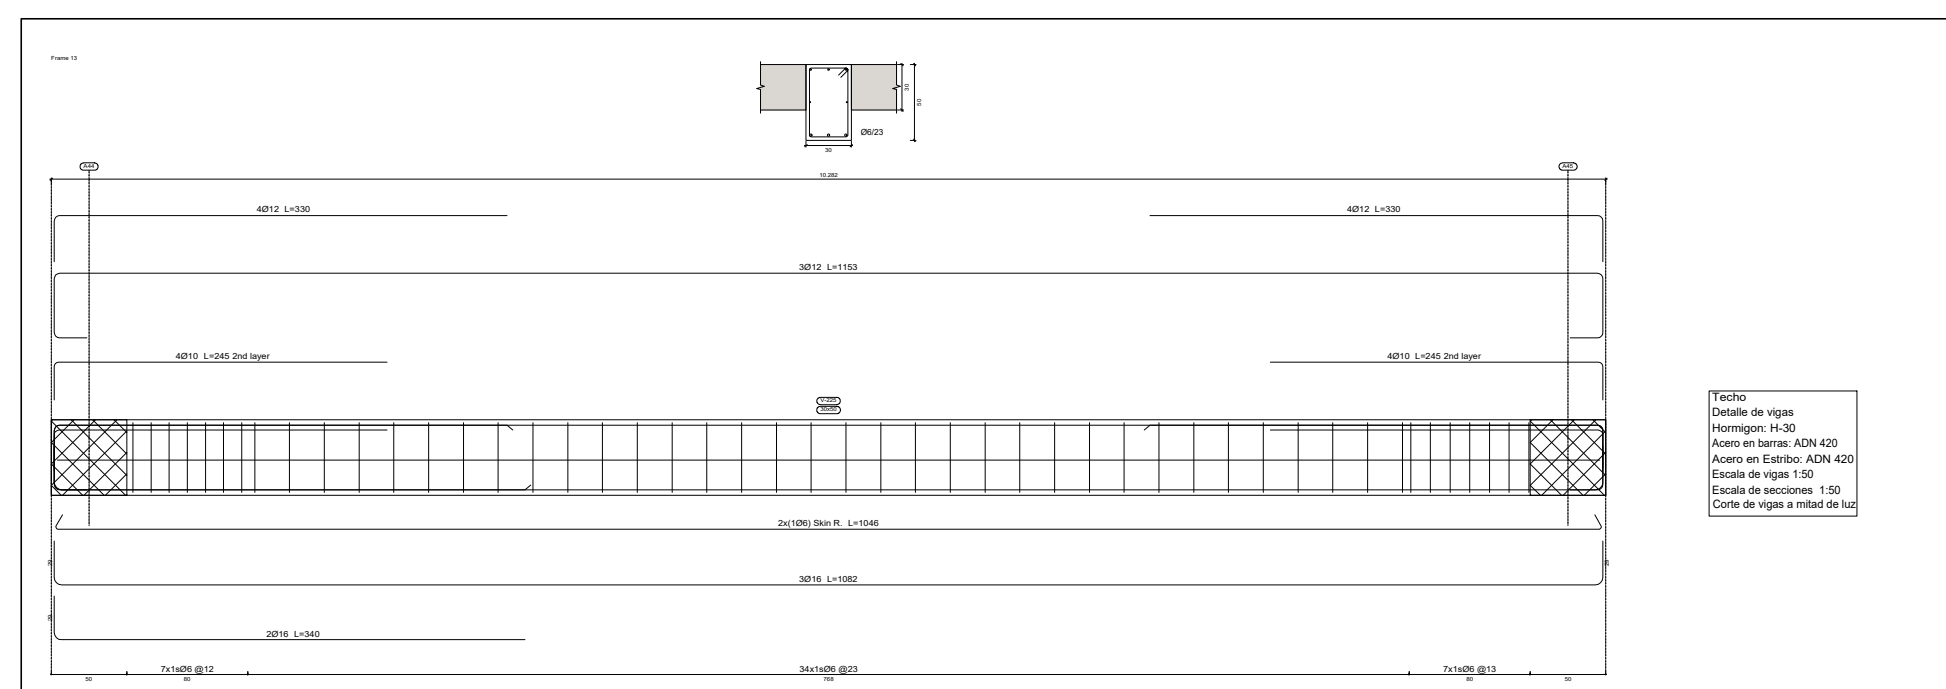 Frame 13
30
50
Ø6/23
30
A44
A45
10.282
4Ø12 L=330
4Ø12 L=330
3Ø12 L=1153
4Ø10 L=245 2nd layer
4Ø10 L=245 2nd layer
V-225
30x50
Techo
Detalle de vigas
Hormigon: H-30
Acero en barras: ADN 420
Acero en Estribo: ADN 420
Escala de vigas 1:50
Escala de secciones 1:50
Corte de vigas a mitad de luz
2x(1Ø6) Skin R. L=1046
29
29
3Ø16 L=1082
29
2Ø16 L=340
7x1sØ6 @12
34x1sØ6 @23
7x1sØ6 @13
50
80
768
80
50